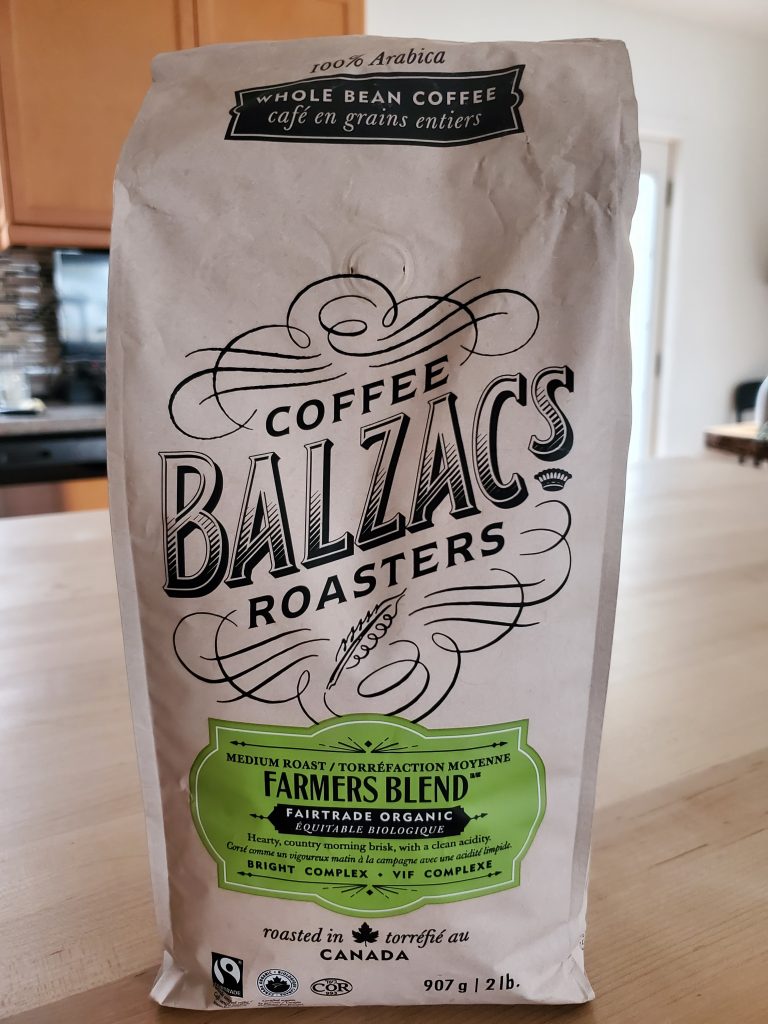 100% Arabica
WHOLE BEAN COFFEE
café en grains entiers
COFFEE
BALZAC'S
ROASTERS
MEDIUM ROAST / TORRÉFACTION MOYENNE
FARMERS BLEND™
FAIRTRADE ORGANIC
ÉQUITABLE BIOLOGIQUE
Hearty, country morning brisk, with a clean acidity.
Corsé comme un vigoureux matin à la campagne avec une acidité limpide.
BRIGHT COMPLEX • VIF COMPLEXE
roasted in torréfié au
CANADA
FAIRTRADE
COR
907 g | 2 lb.